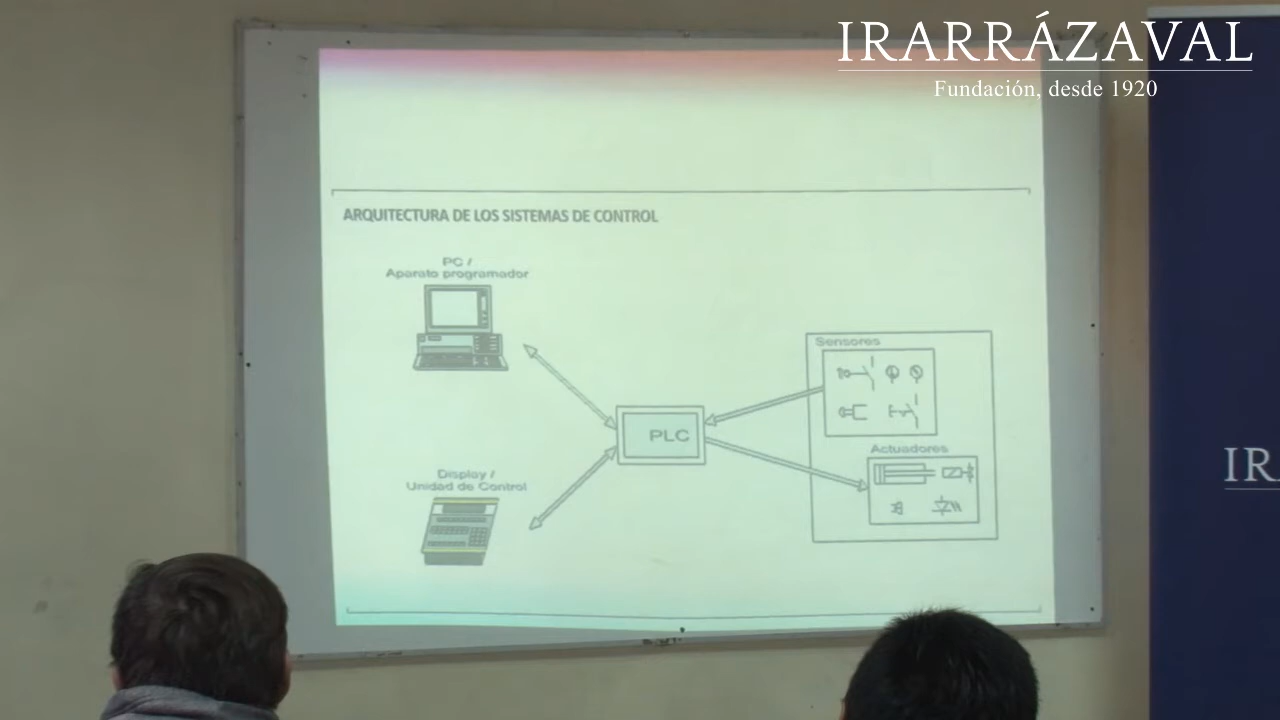 IRARRÁZAVAL
Fundación, desde 1920
ARQUITECTURA DE LOS SISTEMAS DE CONTROL
PC /
Aparato programador
Sensores
PLC
Actuadores
Display /
Unidad de Control
IR